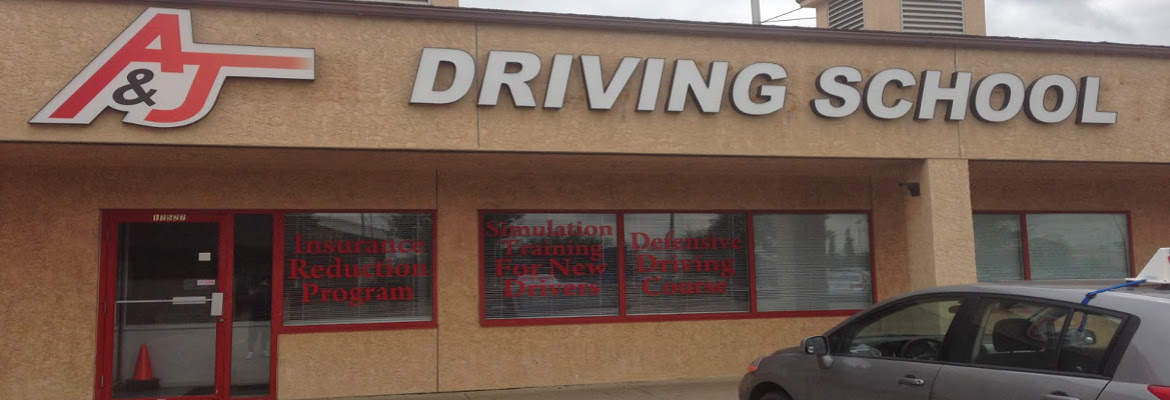 A&J DRIVING SCHOOL
Insurance
Reduction
Program
Simulation
Training
For New
Drivers
Defensive
Driving
Course